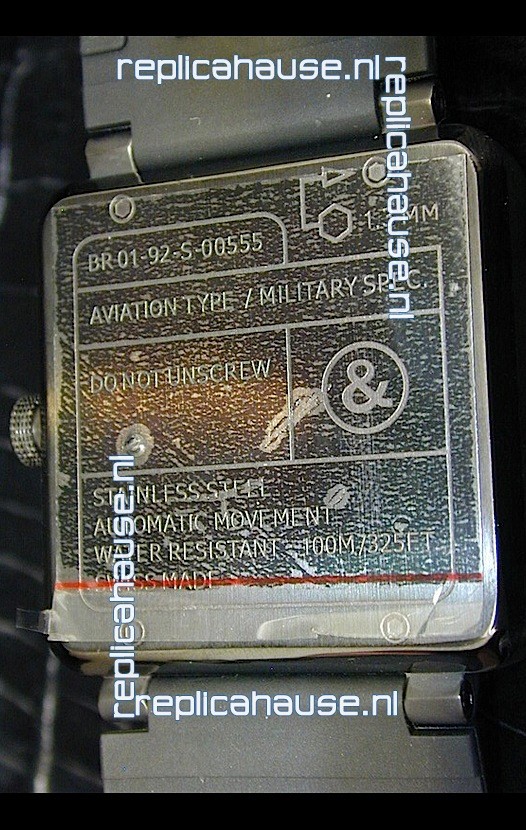 replicahause.nl
replicahause.nl
BR 01-92-S-00555
AVIATION TYPE / MILITARY SPEC.
DO NOT UNSCREW
&
STAINLESS STEEL
AUTOMATIC MOVEMENT
WATER RESISTANT - 100M/325FT
SWISS MADE
replicahause.nl
replicahause.nl